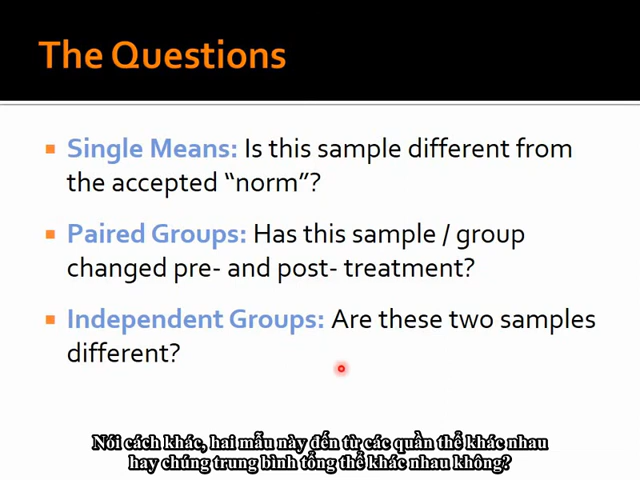 The Questions
Single Means: Is this sample different from
the accepted “norm”?
Paired Groups: Has this sample / group
changed pre- and post- treatment?
Independent Groups: Are these two samples
different?
Nói cách khác, hai mẫu này đến từ các quần thể khác nhau
hay chúng trung bình tổng thể khác nhau không?